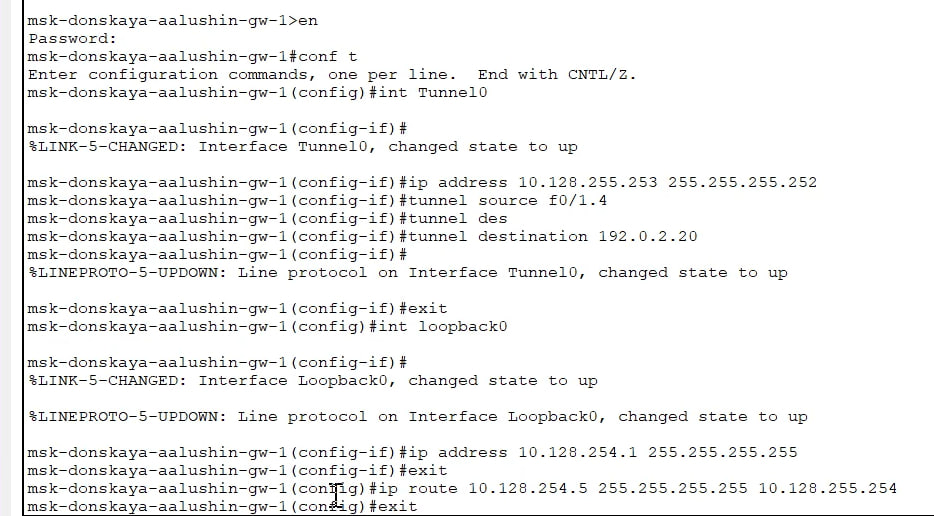 msk-donskaya-aalushin-gw-1>en
Password:
msk-donskaya-aalushin-gw-1#conf t
Enter configuration commands, one per line.  End with CNTL/Z.
msk-donskaya-aalushin-gw-1(config)#int Tunnel0
msk-donskaya-aalushin-gw-1(config-if)#
%LINK-5-CHANGED: Interface Tunnel0, changed state to up
msk-donskaya-aalushin-gw-1(config-if)#ip address 10.128.255.253 255.255.255.252
msk-donskaya-aalushin-gw-1(config-if)#tunnel source f0/1.4
msk-donskaya-aalushin-gw-1(config-if)#tunnel des
msk-donskaya-aalushin-gw-1(config-if)#tunnel destination 192.0.2.20
msk-donskaya-aalushin-gw-1(config-if)#
%LINEPROTO-5-UPDOWN: Line protocol on Interface Tunnel0, changed state to up
msk-donskaya-aalushin-gw-1(config-if)#exit
msk-donskaya-aalushin-gw-1(config)#int loopback0
msk-donskaya-aalushin-gw-1(config-if)#
%LINK-5-CHANGED: Interface Loopback0, changed state to up
%LINEPROTO-5-UPDOWN: Line protocol on Interface Loopback0, changed state to up
msk-donskaya-aalushin-gw-1(config-if)#ip address 10.128.254.1 255.255.255.255
msk-donskaya-aalushin-gw-1(config-if)#exit
msk-donskaya-aalushin-gw-1(config)#ip route 10.128.254.5 255.255.255.255 10.128.255.254
msk-donskaya-aalushin-gw-1(config)#exit